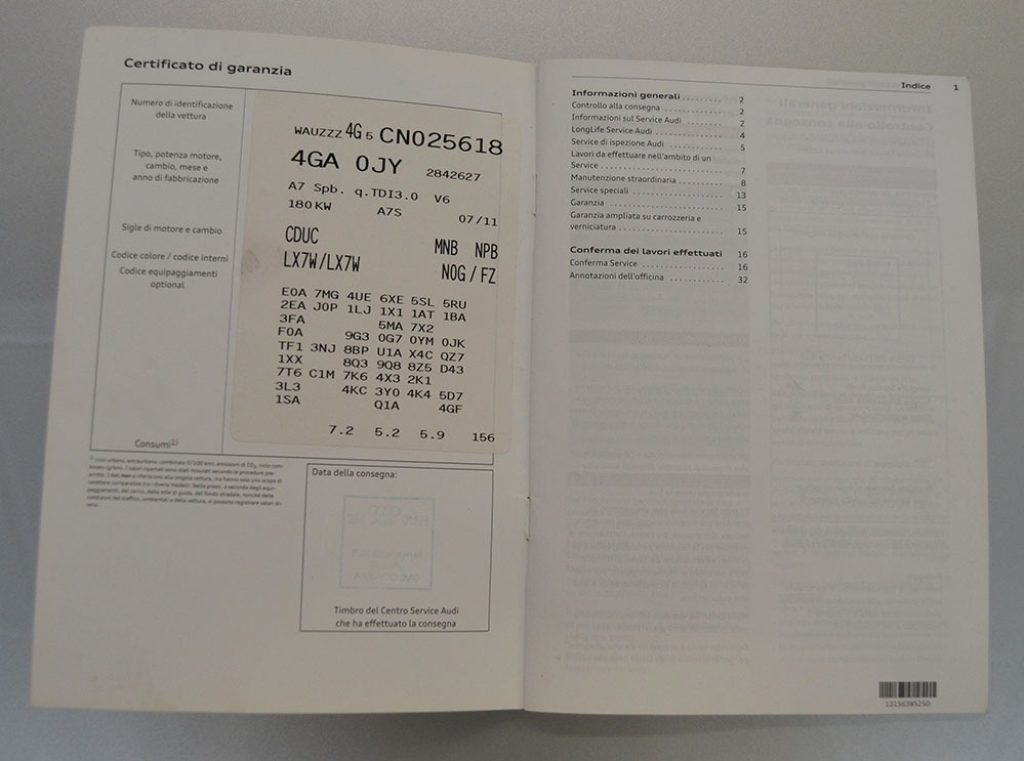 Certificato di garanzia
Numero di identificazione
della vettura
WAUZZZ 4G 5 CN025618
4GA 0JY 2842627
Tipo, potenza motore,
cambio, mese e
anno di fabbricazione
A7 Spb. q.TDI3.0 V6
180 KW A7S 07/11
Sigle di motore e cambio
CDUC MNB NPB
Codice colore / codice interni
LX7W/LX7W N0G/FZ
Codice equipaggiamenti
optional
E0A 7MG 4UE 6XE 5SL 5RU
2EA J0P 1LJ 1X1 1AT 1BA
3FA 5MA 7X2
F0A 9G3 0G7 0YM 0JK
TF1 3NJ 8BP U1A X4C QZ7
1XX 8Q3 9Q8 8Z5 D43
7T6 C1M 7K6 4X3 2K1
3L3 4KC 3Y0 4K4 5D7
1SA Q1A 4GF
Consumi1)
7.2 5.2 5.9 156
Data della consegna:
Timbro del Centro Service Audi
che ha effettuato la consegna
Indice 1
Informazioni generali .......... 2
Controllo alla consegna .......... 2
Informazioni sul Service Audi .......... 2
LongLife Service Audi .......... 4
Service di ispezione Audi .......... 5
Lavori da effettuare nell'ambito di un
Service .......... 7
Manutenzione straordinaria .......... 8
Service speciali .......... 13
Garanzia .......... 15
Garanzia ampliata su carrozzeria e
verniciatura .......... 15
Conferma dei lavori effettuati 16
Conferma Service .......... 16
Annotazioni dell'officina .......... 32